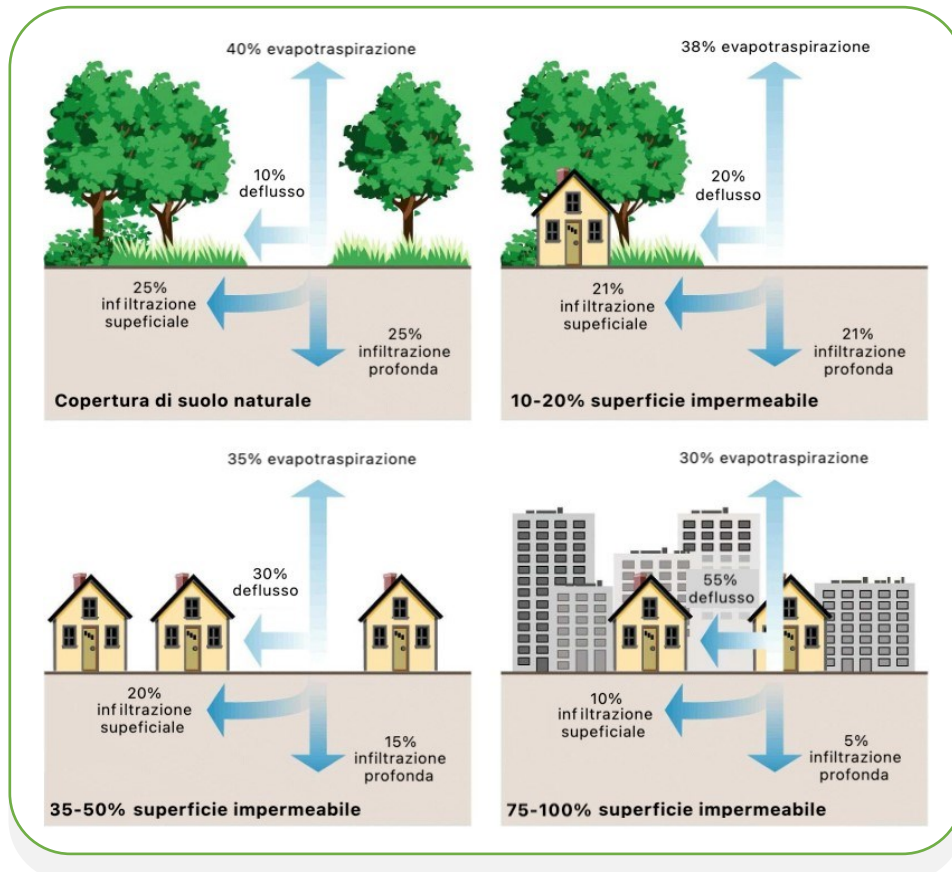 40% evapotraspirazione
10%
deflusso
25%
infiltrazione
supeficiale
25%
infiltrazione
profonda
Copertura di suolo naturale
38% evapotraspirazione
20%
deflusso
21%
infiltrazione
supeficiale
21%
infiltrazione
profonda
10-20% superficie impermeabile
35% evapotraspirazione
30%
deflusso
20%
infiltrazione
supeficiale
15%
infiltrazione
profonda
35-50% superficie impermeabile
30% evapotraspirazione
55%
deflusso
10%
infiltrazione
supeficiale
5%
infiltrazione
profonda
75-100% superficie impermeabile